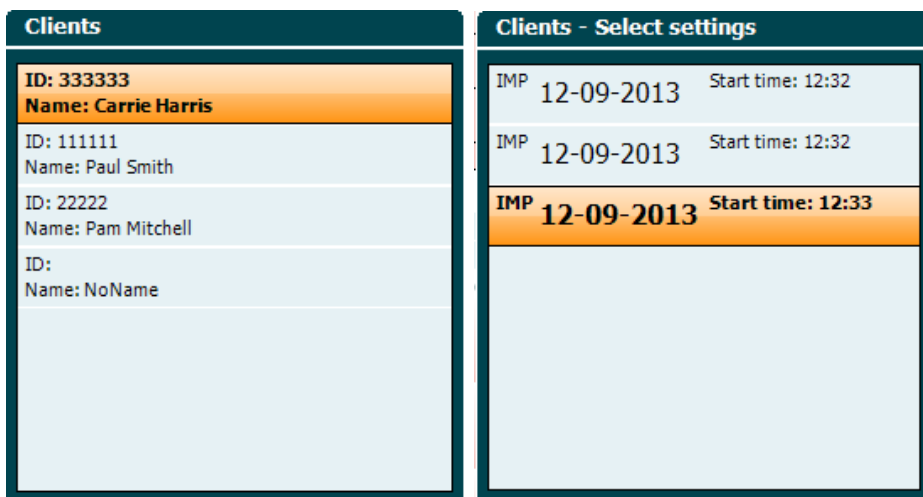 Clients
ID: 333333
Name: Carrie Harris
ID: 111111
Name: Paul Smith
ID: 22222
Name: Pam Mitchell
ID:
Name: NoName
Clients - Select settings
IMP 12-09-2013 Start time: 12:32
IMP 12-09-2013 Start time: 12:32
IMP 12-09-2013 Start time: 12:33